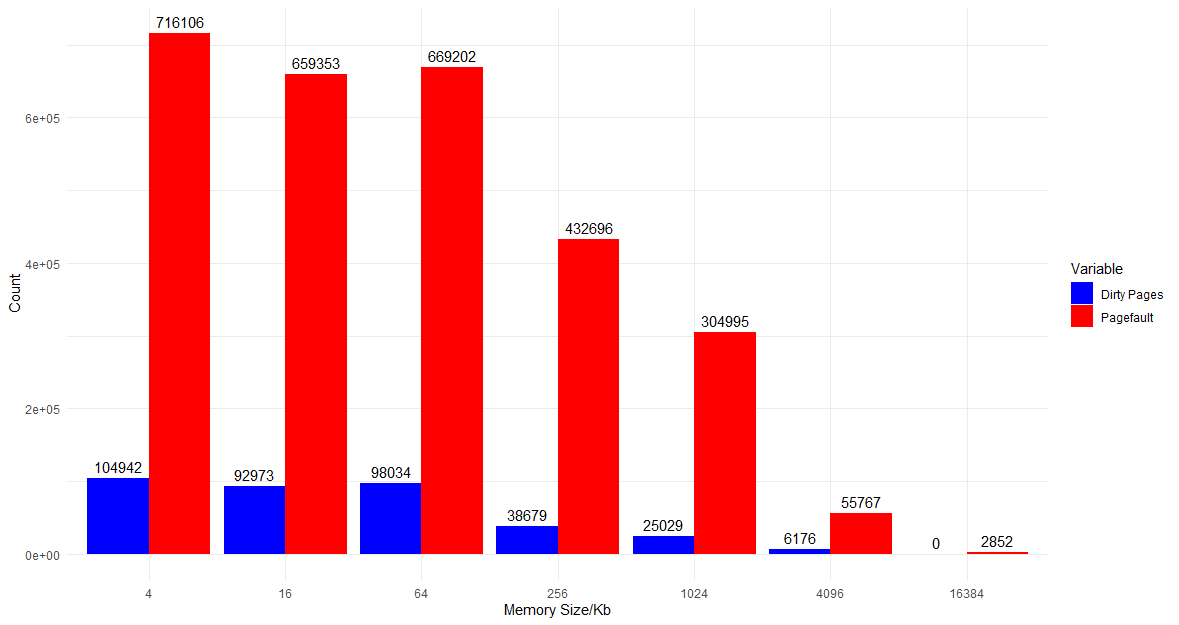 716106
659353
669202
6e+05
432696
Variable
Dirty Pages
Pagefault
4e+05
Count
304995
2e+05
104942
92973
98034
38679
25029
6176
55767
0
2852
0e+00
4
16
64
256
1024
4096
16384
Memory Size/Kb